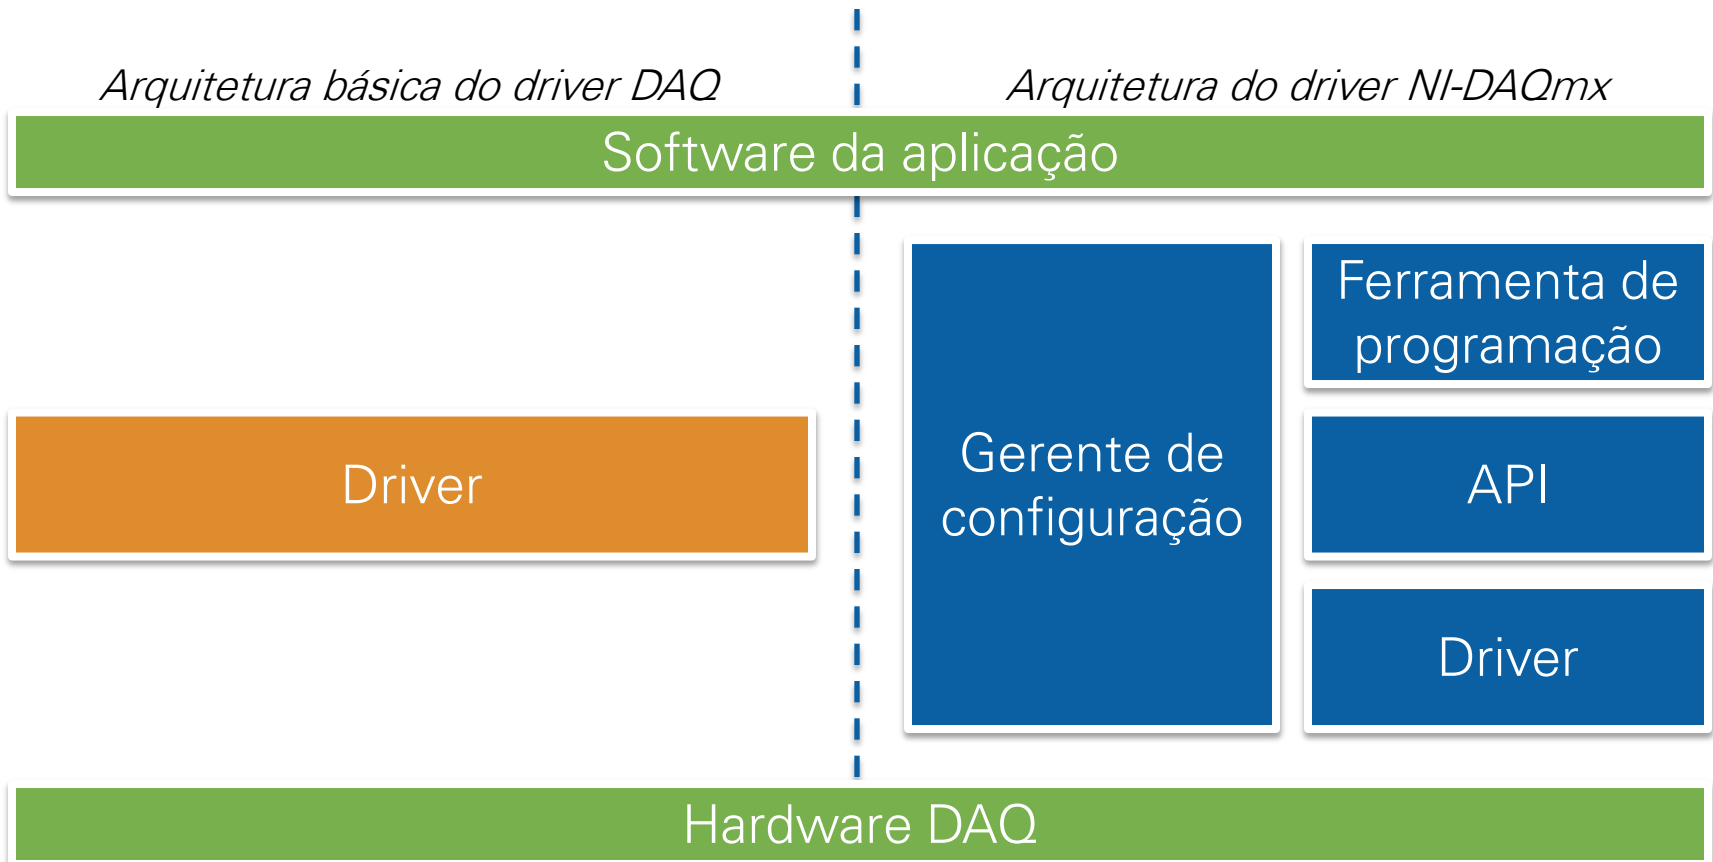 Arquitetura básica do driver DAQ
Arquitetura do driver NI-DAQmx
Software da aplicação
Driver
Gerente de
configuração
Ferramenta de
programação
API
Driver
Hardware DAQ